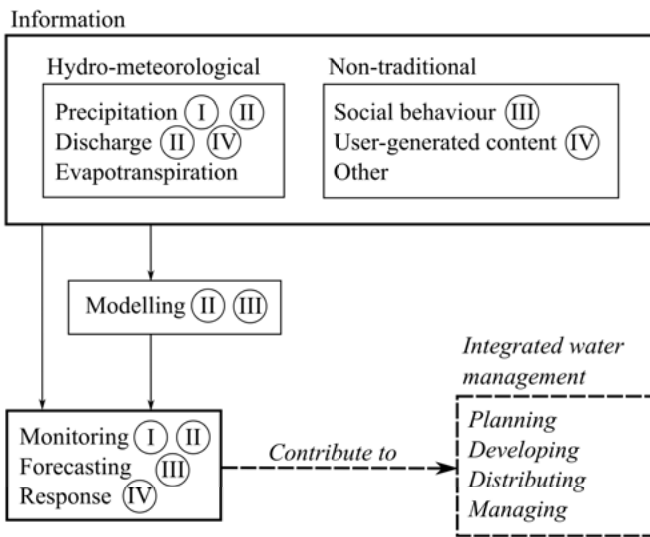 Information
Hydro-meteorological
Precipitation I II
Discharge II IV
Evapotranspiration
Non-traditional
Social behaviour III
User-generated content IV
Other
Modelling II III
Monitoring I II
Forecasting III
Response IV
Contribute to
Integrated water
management
Planning
Developing
Distributing
Managing